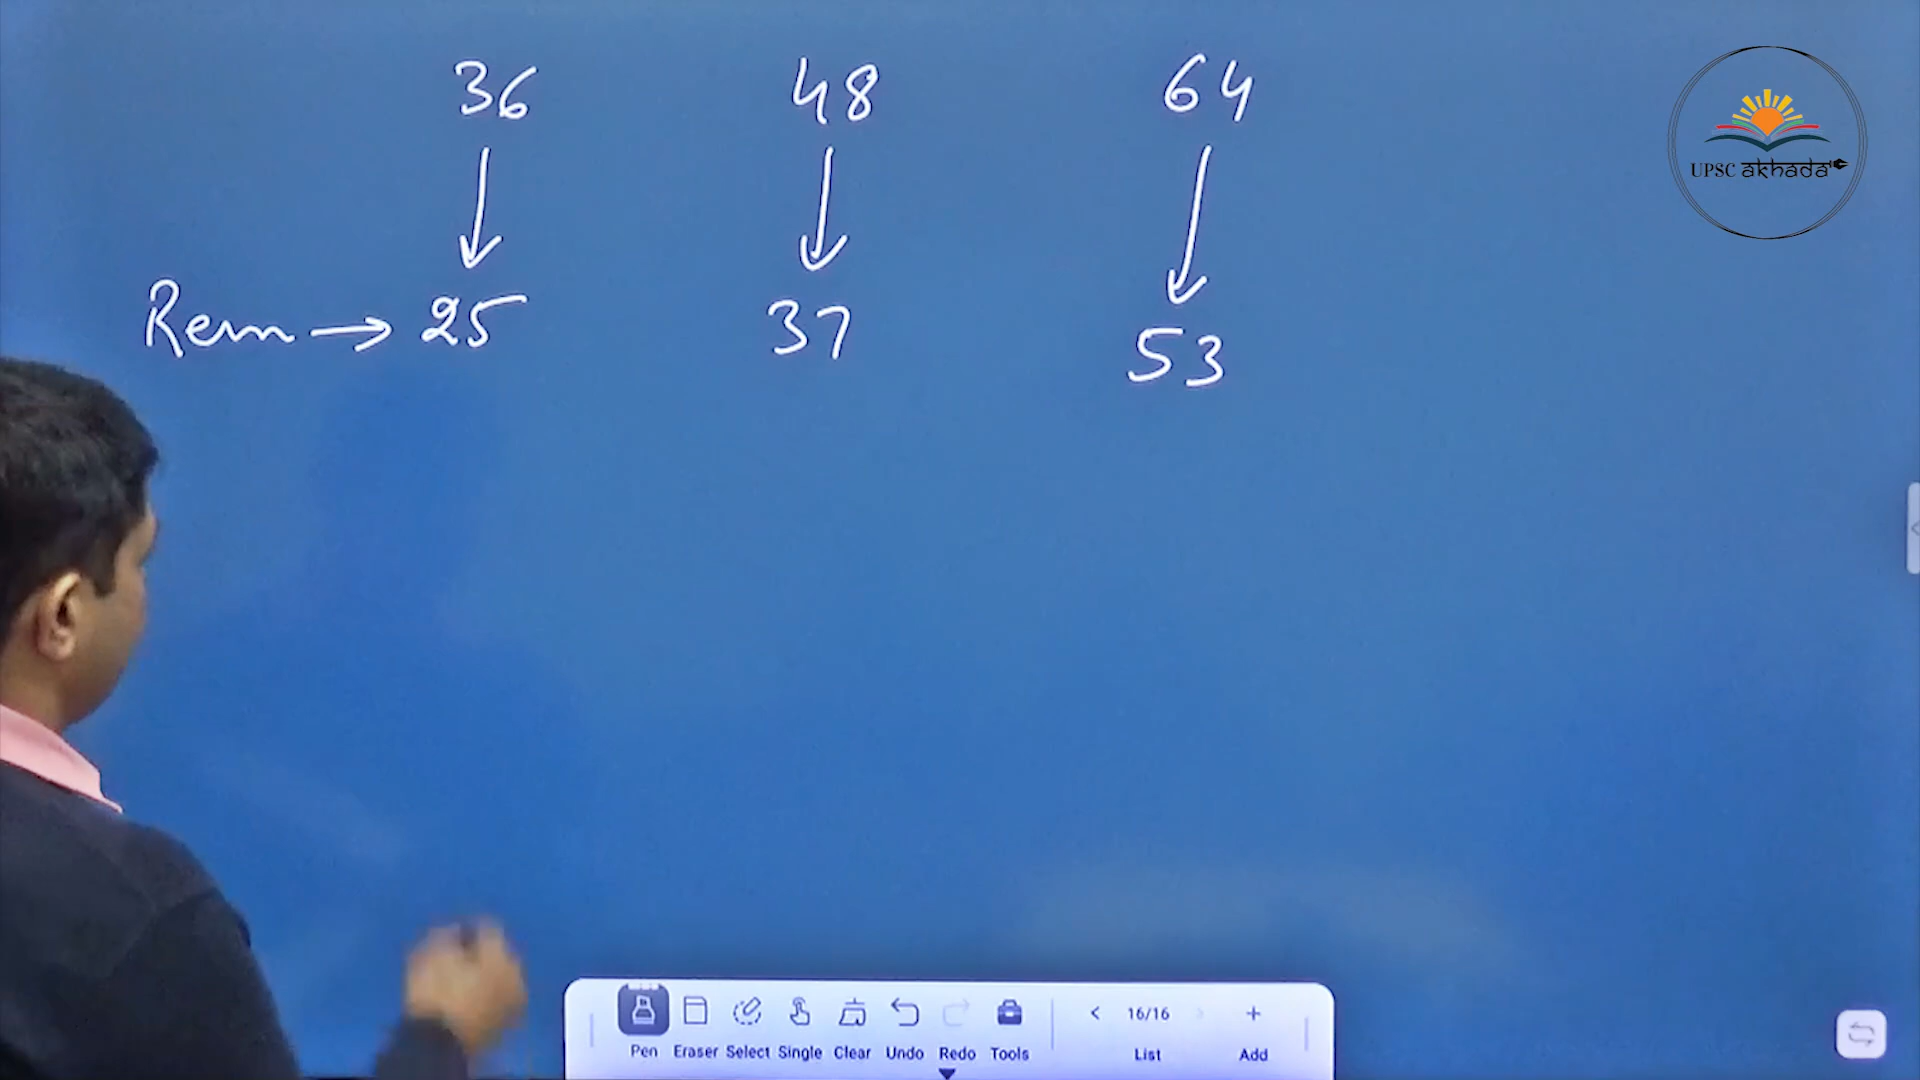 36 48 64
UPSC akhada
Rem → 25 37 53
Pen Eraser Select Single Clear Undo Redo Tools < 16/16 > + List Add